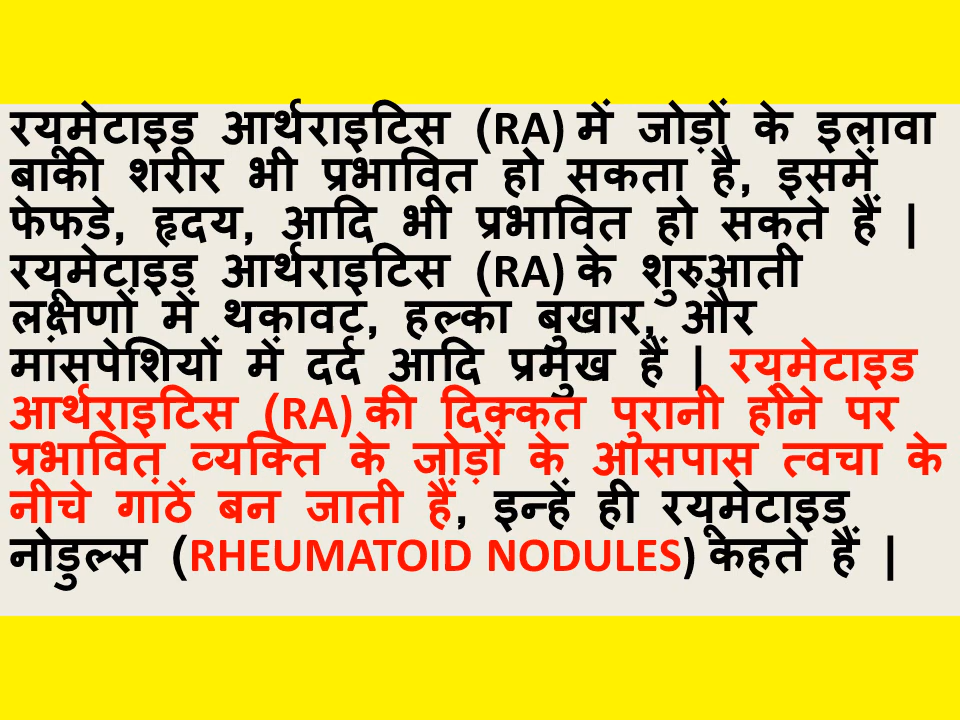 रयूमेटाइड आर्थराइटिस (RA) में जोड़ों के इलावा
बाकी शरीर भी प्रभावित हो सकता है, इसमें
फेफडे, हृदय, आदि भी प्रभावित हो सकते हैं |
रयूमेटाइड आर्थराइटिस (RA) के शुरुआती
लक्षणों में थकावट, हल्का बुखार, और
मांसपेशियों में दर्द आदि प्रमुख हैं | रयूमेटाइड
आर्थराइटिस (RA) की दिक्कत पुरानी होने पर
प्रभावित व्यक्ति के जोड़ों के आसपास त्वचा के
नीचे गांठें बन जाती हैं, इन्हें ही रयूमेटाइड
नोडुल्स (RHEUMATOID NODULES) कहते हैं |